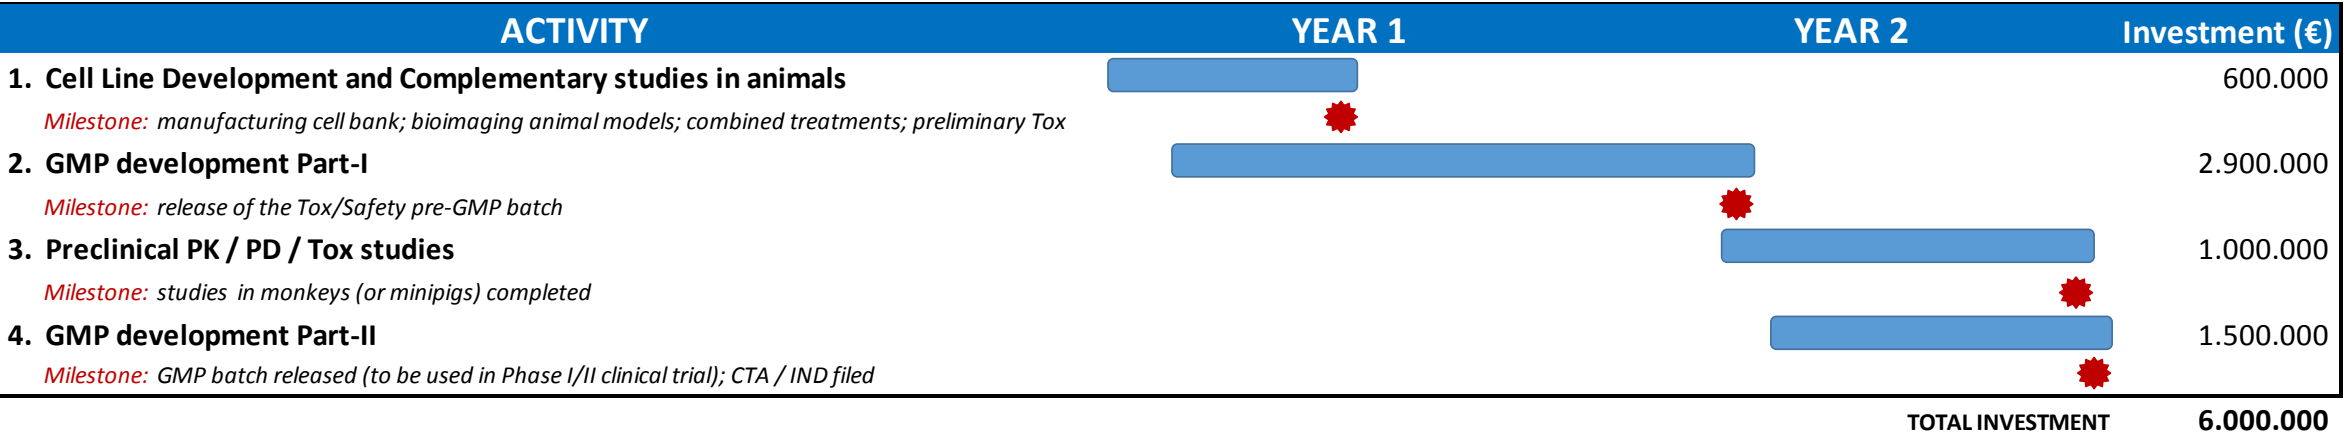 ACTIVITY YEAR 1 YEAR 2 Investment (€)
1. Cell Line Development and Complementary studies in animals 600.000
Milestone: manufacturing cell bank; bioimaging animal models; combined treatments; preliminary Tox
2. GMP development Part-I 2.900.000
Milestone: release of the Tox/Safety pre-GMP batch
3. Preclinical PK / PD / Tox studies 1.000.000
Milestone: studies in monkeys (or minipigs) completed
4. GMP development Part-II 1.500.000
Milestone: GMP batch released (to be used in Phase I/II clinical trial); CTA / IND filed
TOTAL INVESTMENT 6.000.000